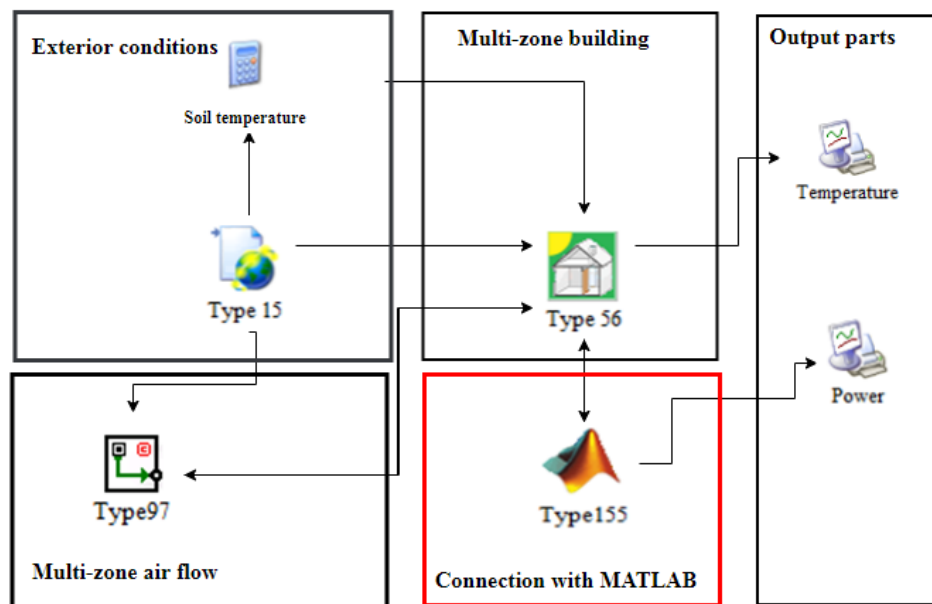 Exterior conditions
Soil temperature
Type 15
Multi-zone building
Type 56
Output parts
Temperature
Power
Type97
Multi-zone air flow
Type155
Connection with MATLAB